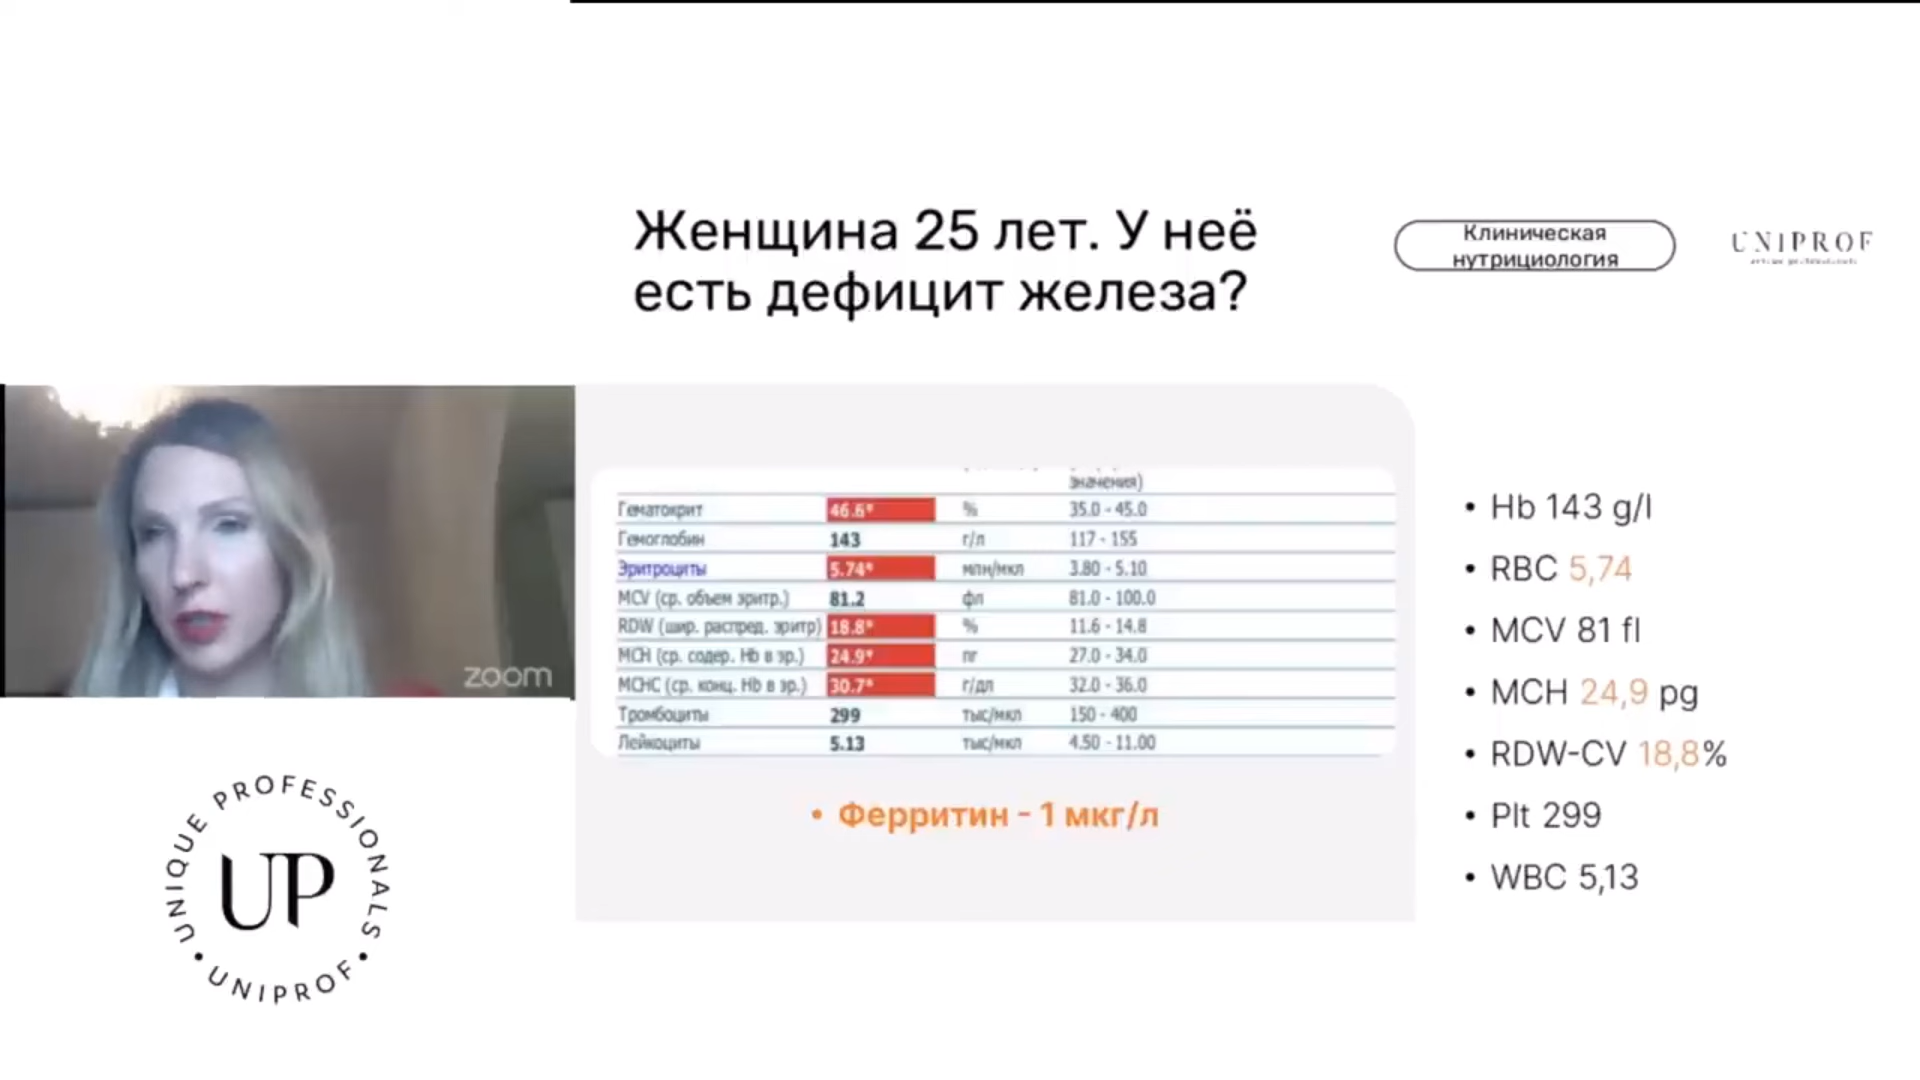 Женщина 25 лет. У неё
есть дефицит железа?
Клиническая
нутрициология
UNIPROF
значения)
Гематокрит 46.6* % 35.0 - 45.0
Гемоглобин 143 г/л 117 - 155
Эритроциты 5.74* млн/мкл 3.80 - 5.10
MCV (ср. объем эритр.) 81.2 фл 81.0 - 100.0
RDW (шир. распред. эритр) 18.8* % 11.6 - 14.8
MCH (ср. содер. Hb в эр.) 24.9* пг 27.0 - 34.0
MCHC (ср. конц. Hb в эр.) 30.7* г/дл 32.0 - 36.0
Тромбоциты 299 тыс/мкл 150 - 400
Лейкоциты 5.13 тыс/мкл 4.50 - 11.00
• Ферритин - 1 мкг/л
• Hb 143 g/l
• RBC 5,74
• MCV 81 fl
• MCH 24,9 pg
• RDW-CV 18,8%
• Plt 299
• WBC 5,13
zoom
UNIQUE PROFESSIONALS
UP
• UNIPROF •